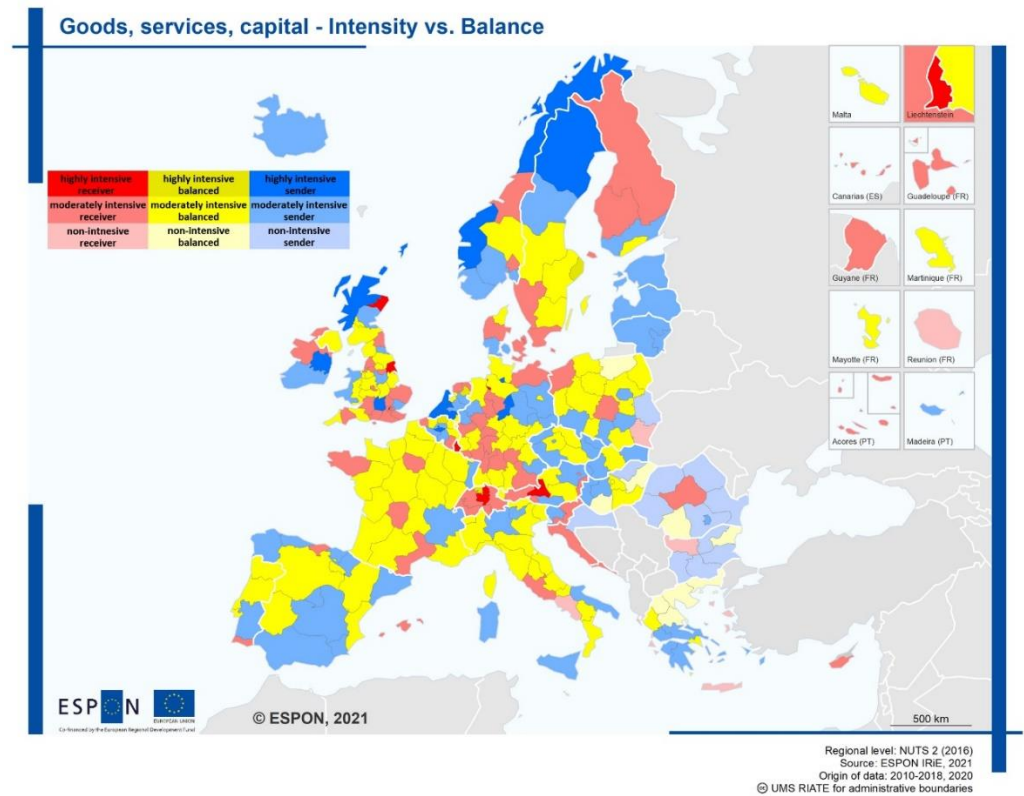 Goods, services, capital - Intensity vs. Balance
highly intensive receiver
highly intensive balanced
highly intensive sender
moderately intensive receiver
moderately intensive balanced
moderately intensive sender
non-intnesive receiver
non-intensive balanced
non-intensive sender
Malta
Liechtenstein
Canarias (ES)
Guadeloupe (FR)
Guyane (FR)
Martinique (FR)
Mayotte (FR)
Reunion (FR)
Acores (PT)
Madeira (PT)
ESPON
EUROPEAN UNION
Co-financed by the European Regional Development Fund
© ESPON, 2021
500 km
Regional level: NUTS 2 (2016)
Source: ESPON IRiE, 2021
Origin of data: 2010-2018, 2020
㏄ UMS RIATE for administrative boundaries